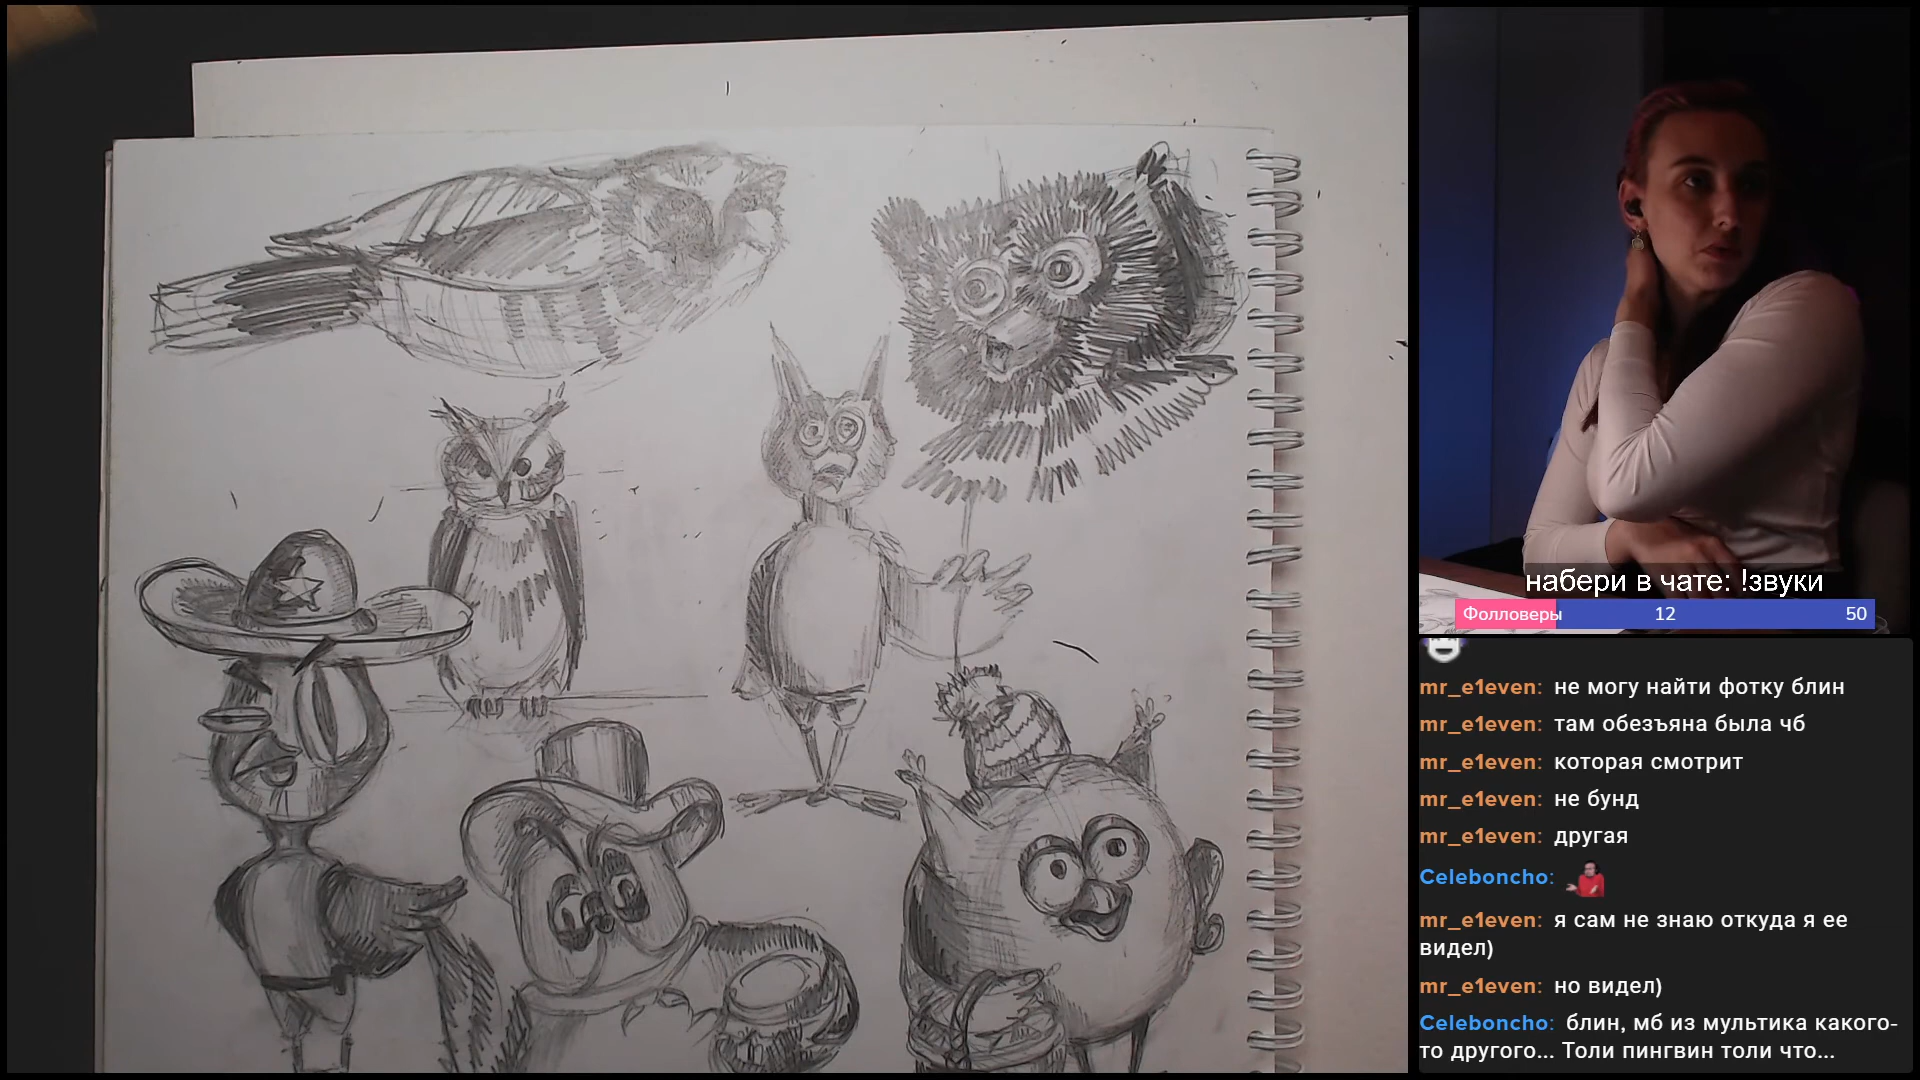 набери в чате: !звуки
Фолловеры 12 50
mr_e1even: не могу найти фотку блин
mr_e1even: там обезъяна была чб
mr_e1even: которая смотрит
mr_e1even: не бунд
mr_e1even: другая
Celeboncho:
mr_e1even: я сам не знаю откуда я ее
видел)
mr_e1even: но видел)
Celeboncho: блин, мб из мультика какого-
то другого... Толи пингвин толи что...